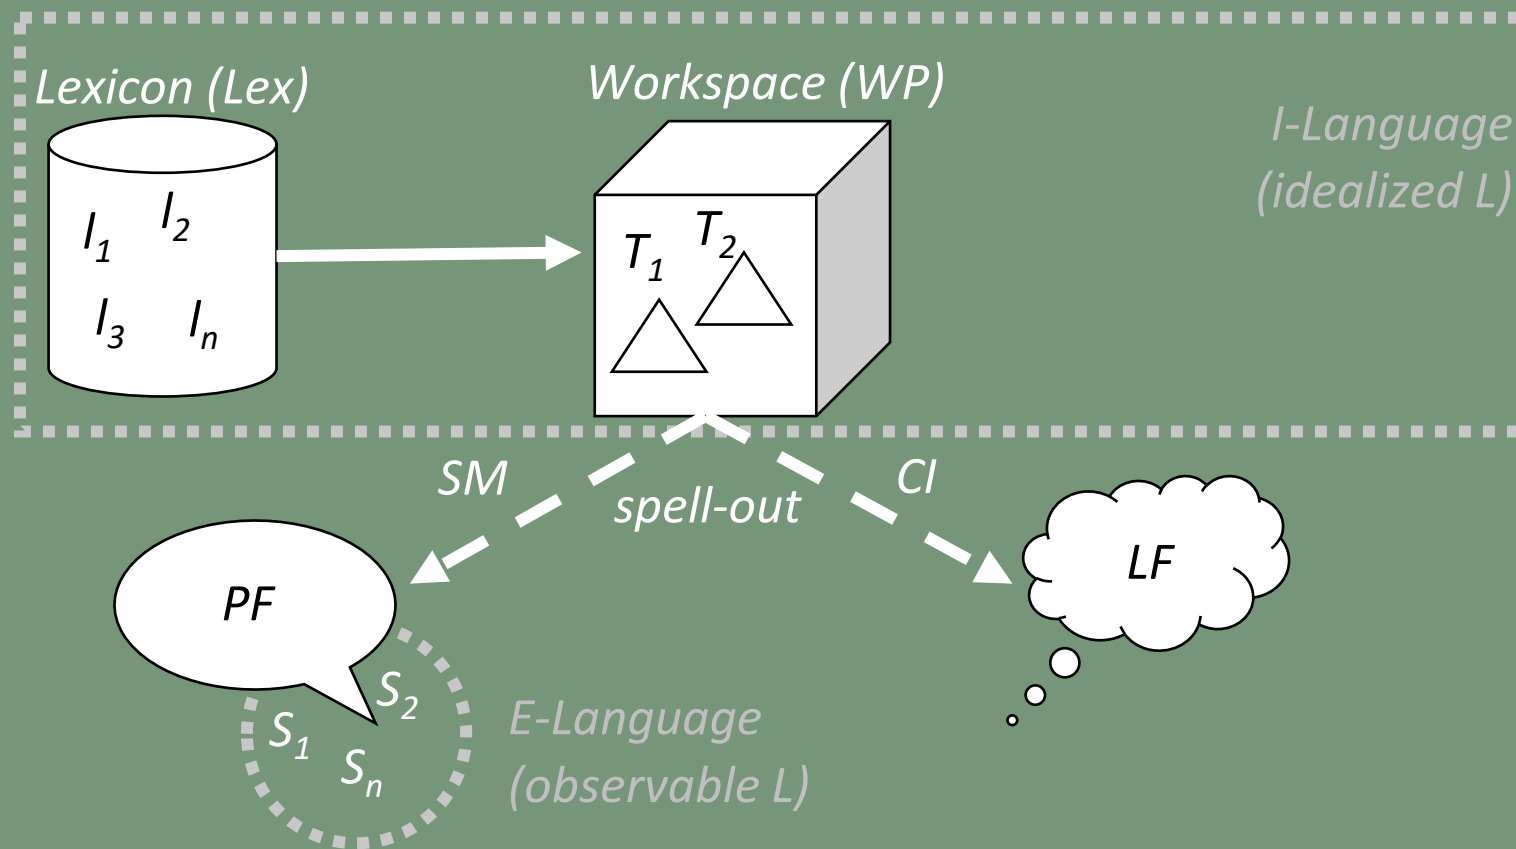 Lexicon (Lex)
Workspace (WP)
I-Language
(idealized L)
l1 l2
l3 ln
T1 T2
SM
spell-out
CI
PF
LF
S1 S2
Sn
E-Language
(observable L)